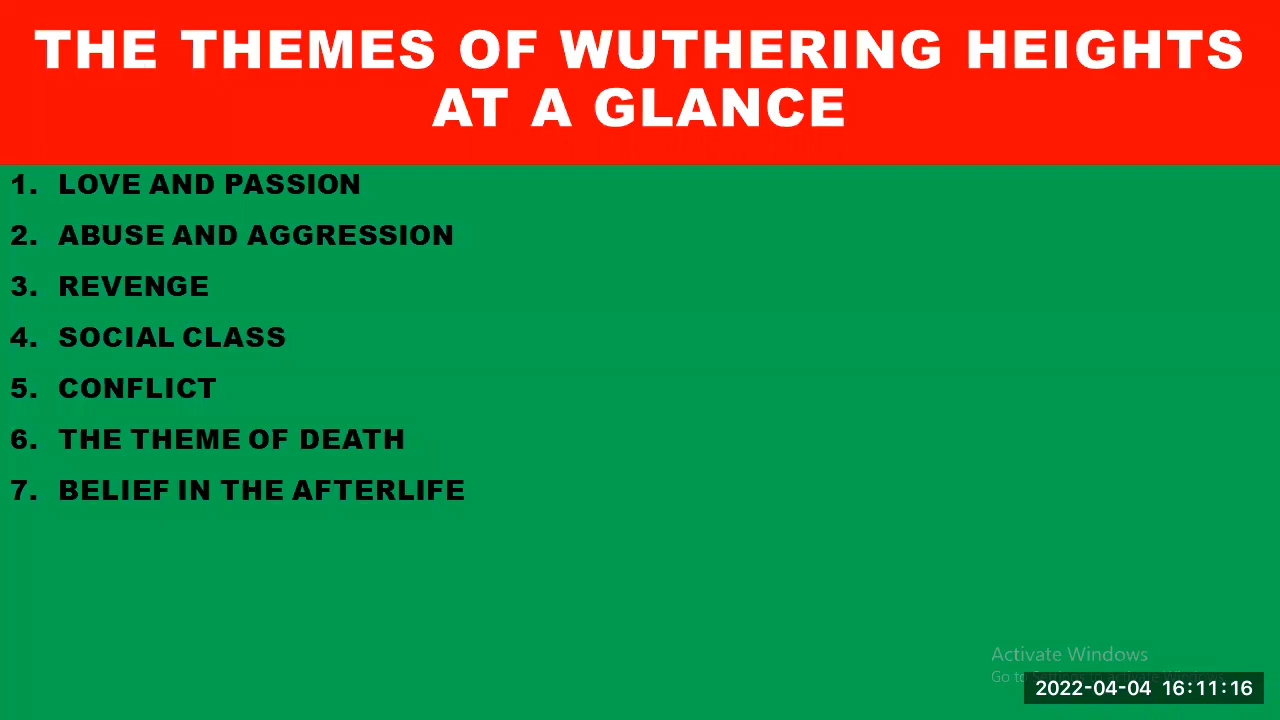 THE THEMES OF WUTHERING HEIGHTS
AT A GLANCE
1. LOVE AND PASSION
2. ABUSE AND AGGRESSION
3. REVENGE
4. SOCIAL CLASS
5. CONFLICT
6. THE THEME OF DEATH
7. BELIEF IN THE AFTERLIFE
Activate Windows
Go to
2022-04-04 16:11:16